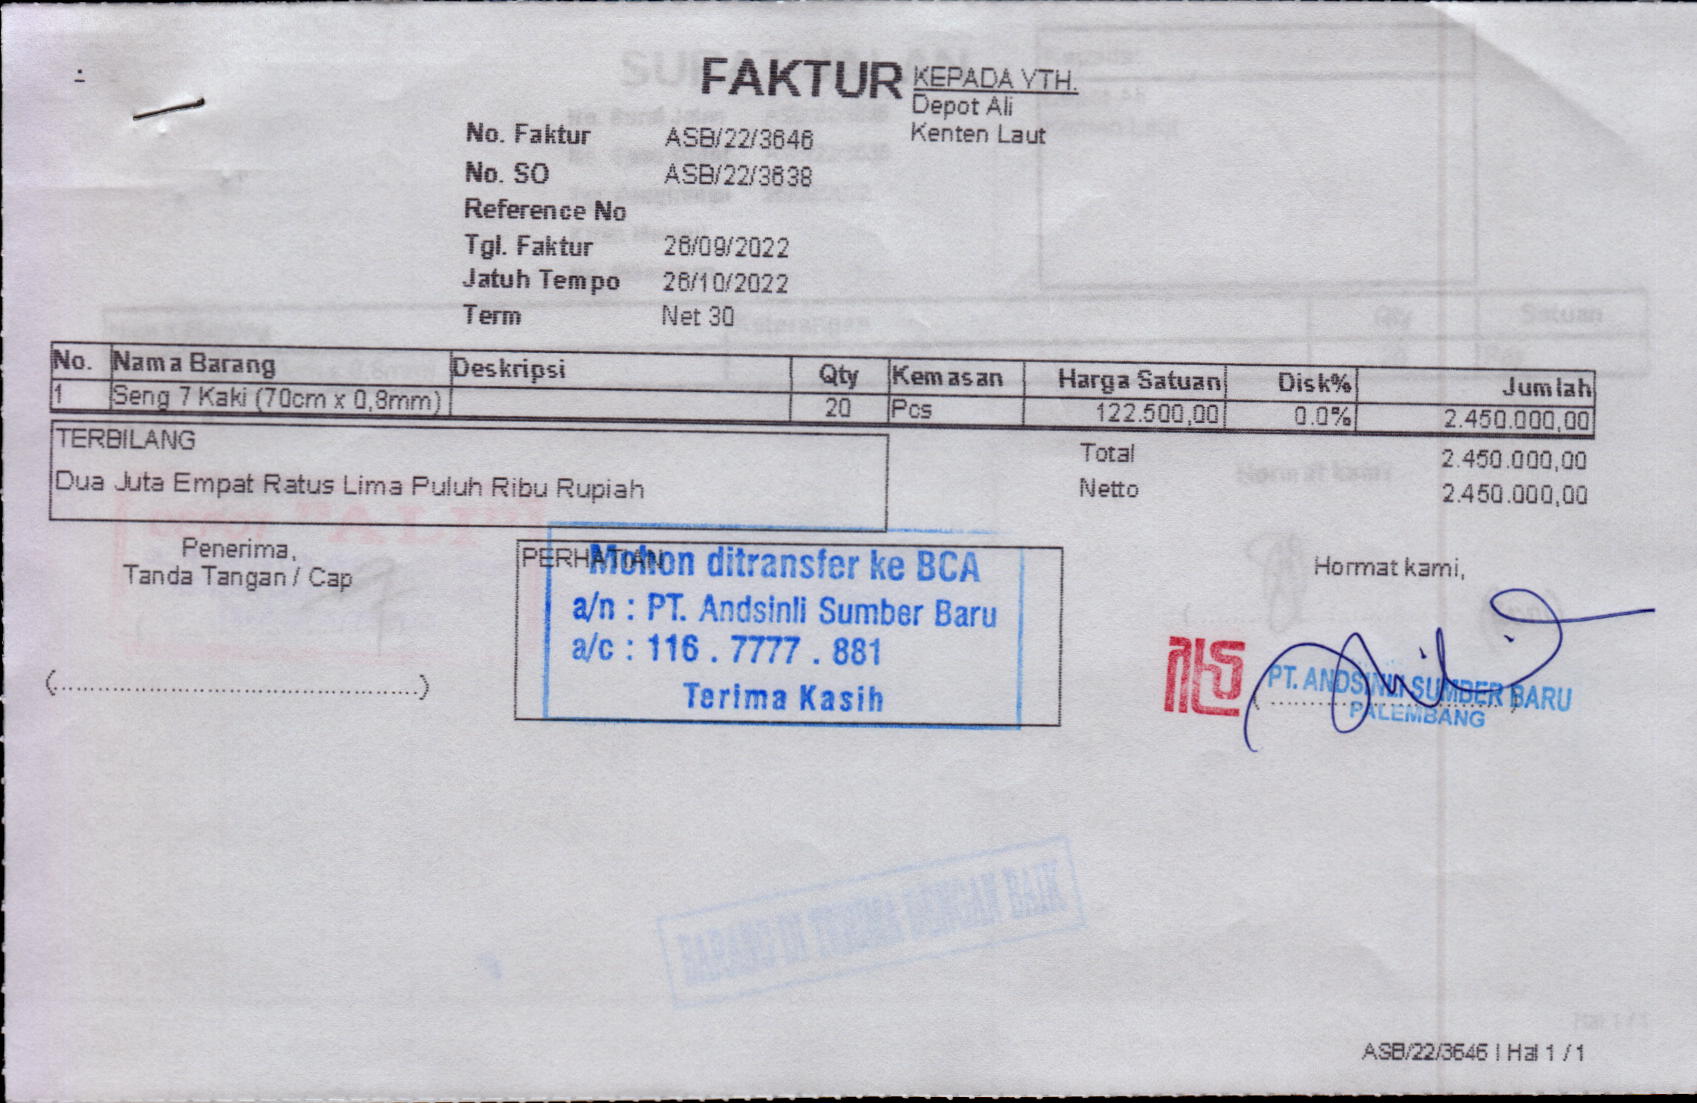 FAKTUR
KEPADA YTH.
Depot Ali
Kenten Laut
No. Faktur ASB/22/3646
No. SO ASB/22/3638
Reference No
Tgl. Faktur 26/09/2022
Jatuh Tempo 26/10/2022
Term Net 30
No. Nama Barang Deskripsi Qty Kemasan Harga Satuan Disk% Jumlah
1 Seng 7 Kaki (70cm x 0,8mm) 20 Pcs 122.500,00 0.0% 2.450.000,00
TERBILANG
Dua Juta Empat Ratus Lima Puluh Ribu Rupiah
Total 2.450.000,00
Netto 2.450.000,00
Penerima,
Tanda Tangan / Cap
(............................................)
PERHATIAN
Mohon ditransfer ke BCA
a/n : PT. Andsinli Sumber Baru
a/c : 116 . 7777 . 881
Terima Kasih
Hormat kami,
PT. ANDSINLI SUMBER BARU
PALEMBANG
BARANG DI TERIMA DENGAN BAIK
ASB/22/3646 | Hal 1 / 1